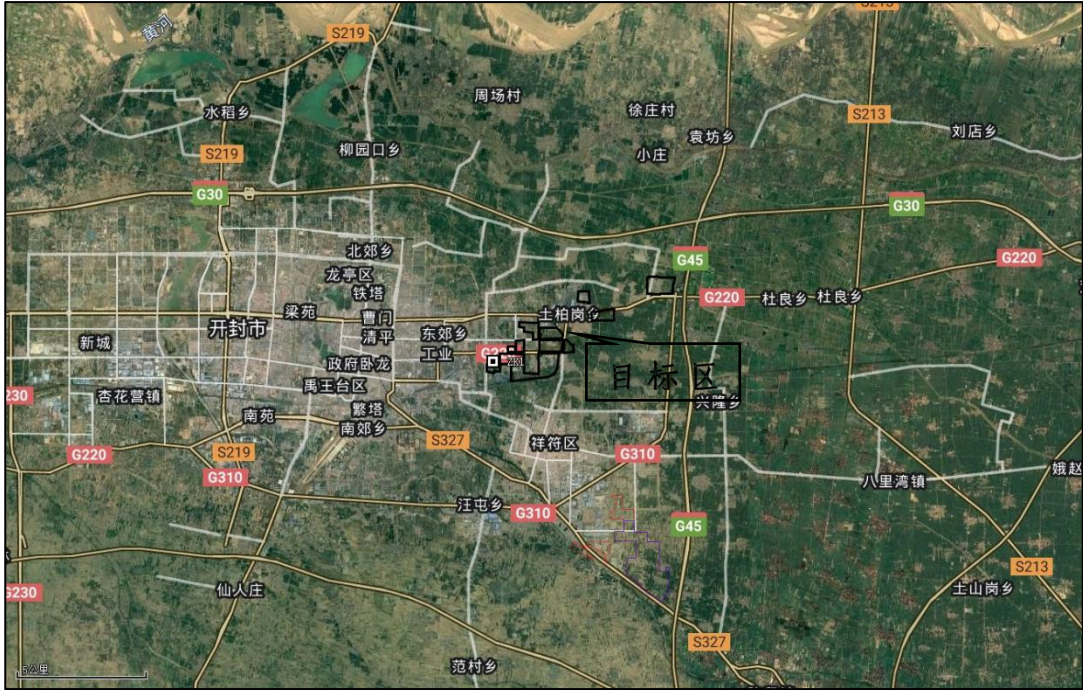 黄河
S219
S213
周场村
徐庄村
水稻乡
S213
袁坊乡
刘店乡
S219
柳园口乡
小庄
G30
G30
北郊乡
G45
G220
龙亭区
铁塔
G220
杜良乡
杜良乡
梁苑
曹门
土柏岗乡
开封市
清平
东郊乡
新城
工业
政府卧龙
目标区
230
杏花营镇
禹王台区
兴隆乡
南苑
繁塔
南郊乡
S327
祥符区
G220
S219
G310
G310
八里湾镇
娥赵
汪屯乡
G310
G45
S213
仙人庄
土山岗乡
G230
S327
范村乡
5公里